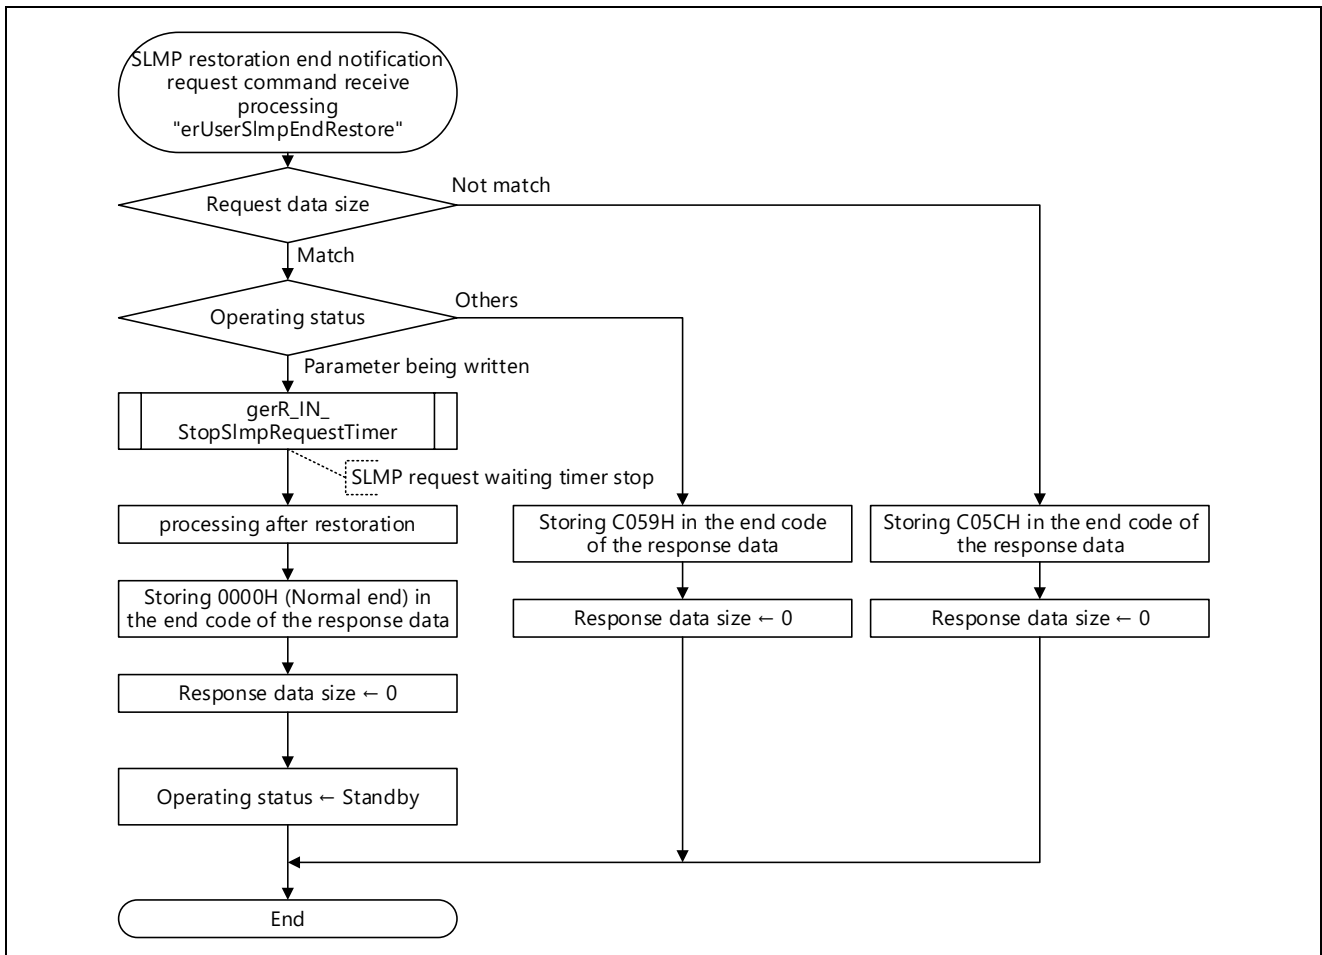 SLMP restoration end notification
request command receive
processing
"erUserSlmpEndRestore"
Not match
Request data size
Match
Others
Operating status
Parameter being written
gerR_IN_
StopSlmpRequestTimer
SLMP request waiting timer stop
processing after restoration
Storing C059H in the end code
of the response data
Storing C05CH in the end code of
the response data
Storing 0000H (Normal end) in
the end code of the response data
Response data size ← 0
Response data size ← 0
Response data size ← 0
Operating status ← Standby
End